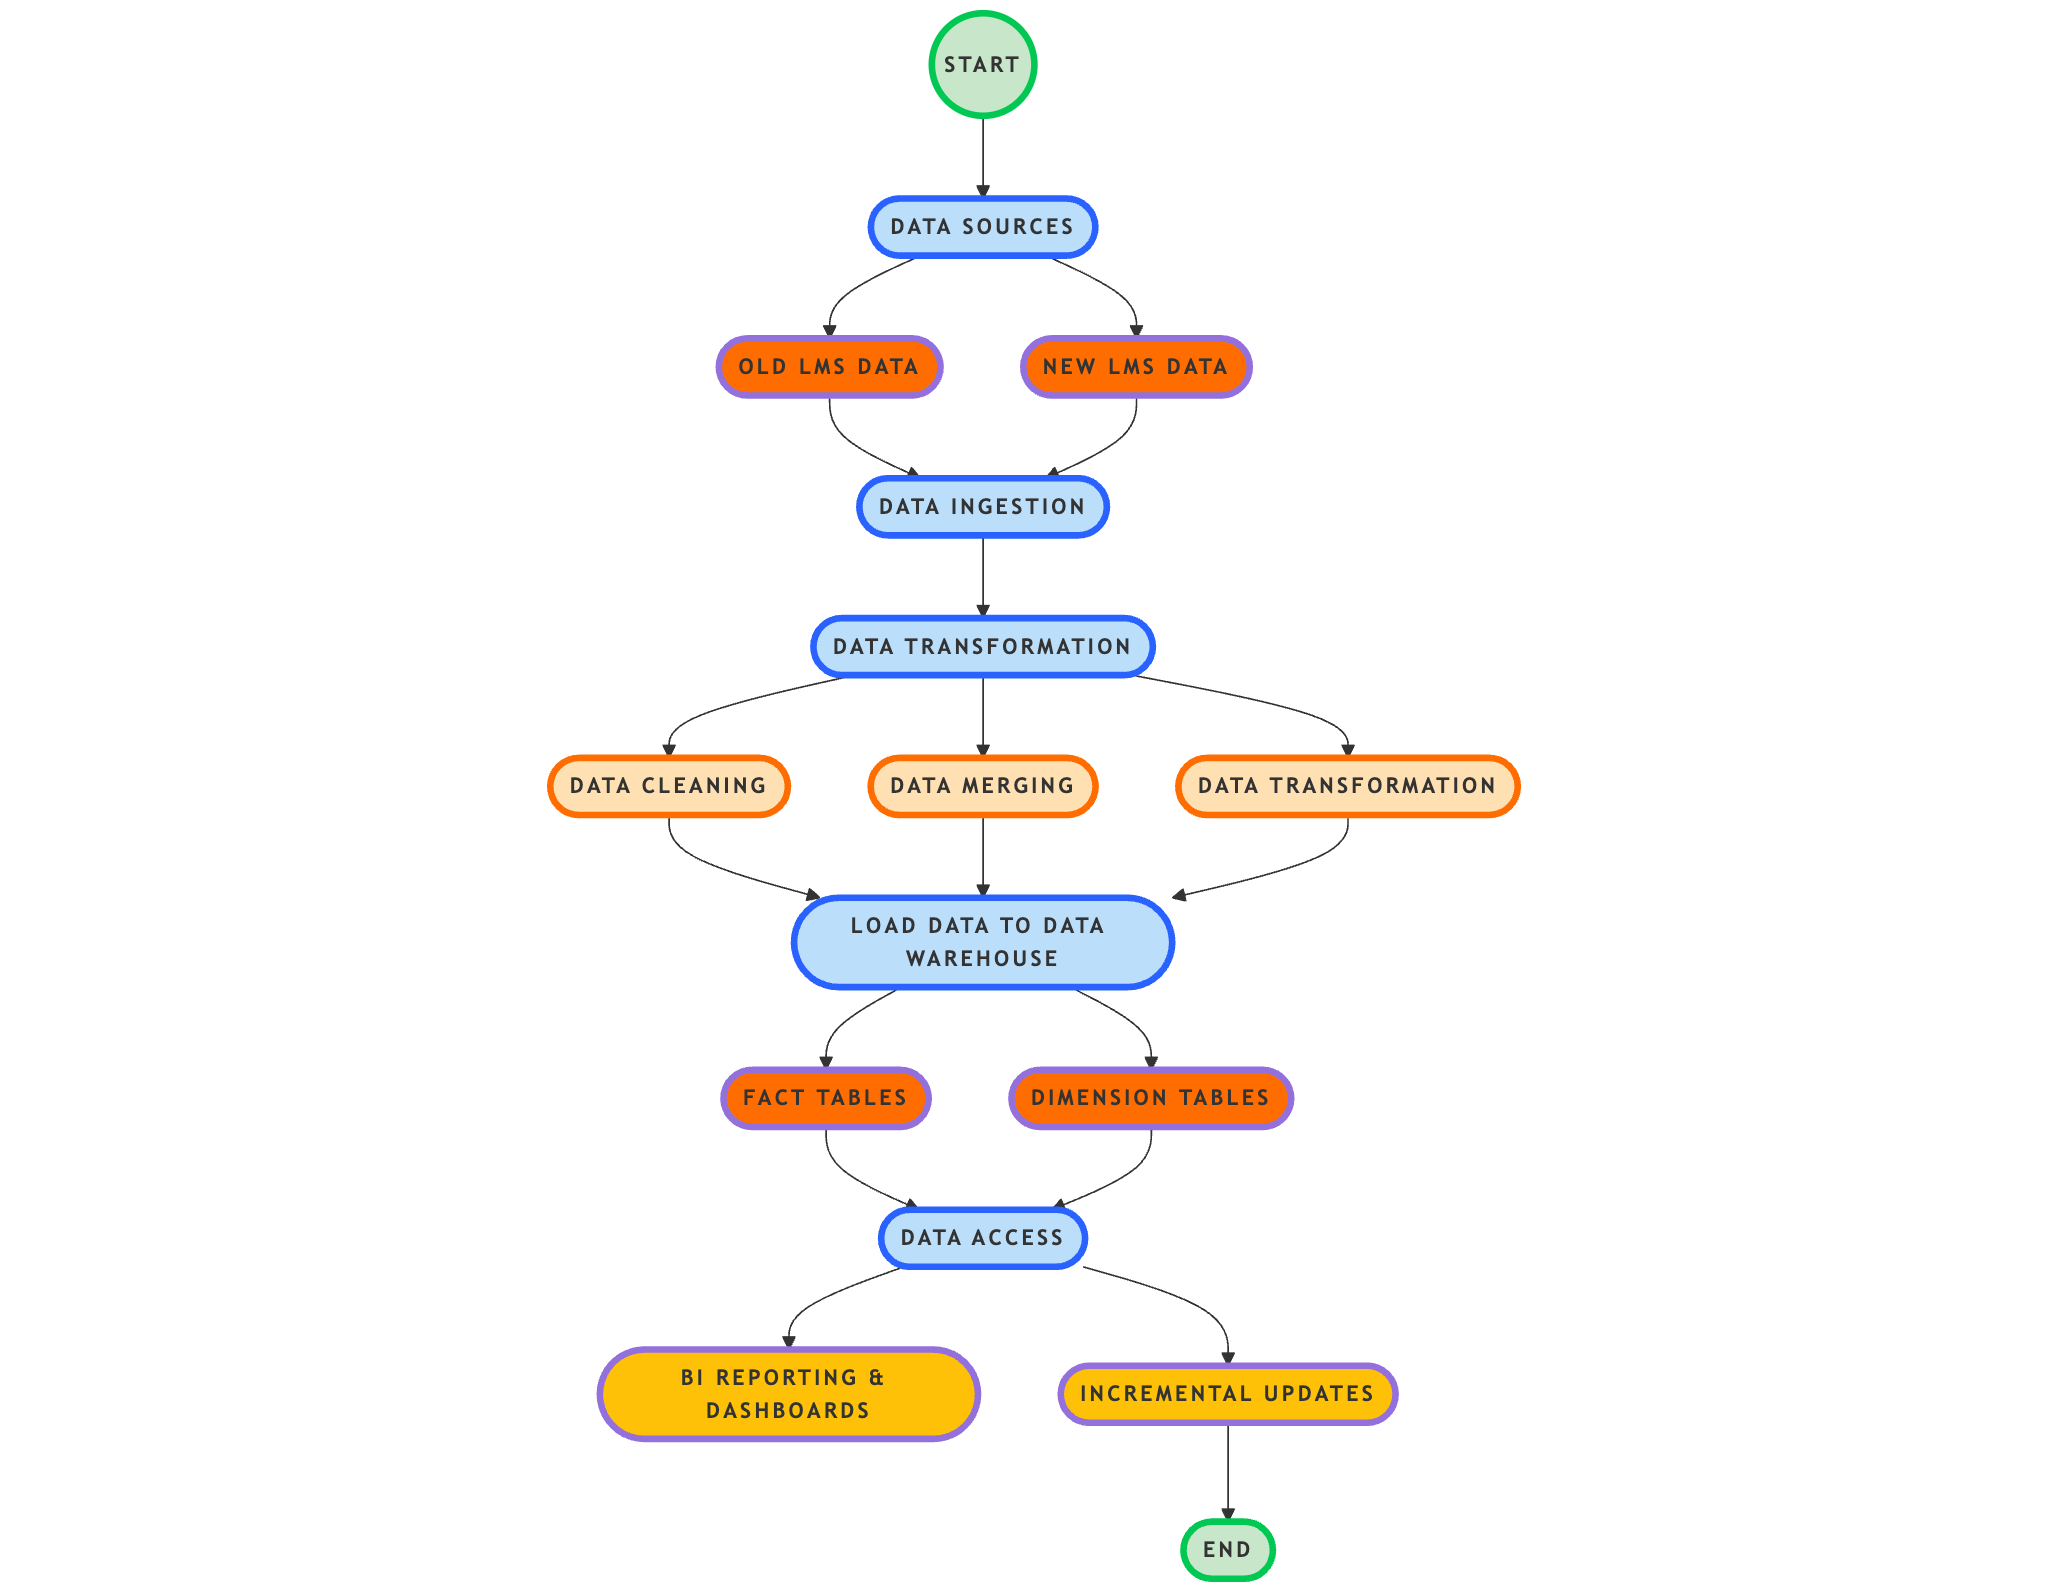 START
DATA SOURCES
OLD LMS DATA
NEW LMS DATA
DATA INGESTION
DATA TRANSFORMATION
DATA CLEANING
DATA MERGING
DATA TRANSFORMATION
LOAD DATA TO DATA
WAREHOUSE
FACT TABLES
DIMENSION TABLES
DATA ACCESS
BI REPORTING &
DASHBOARDS
INCREMENTAL UPDATES
END